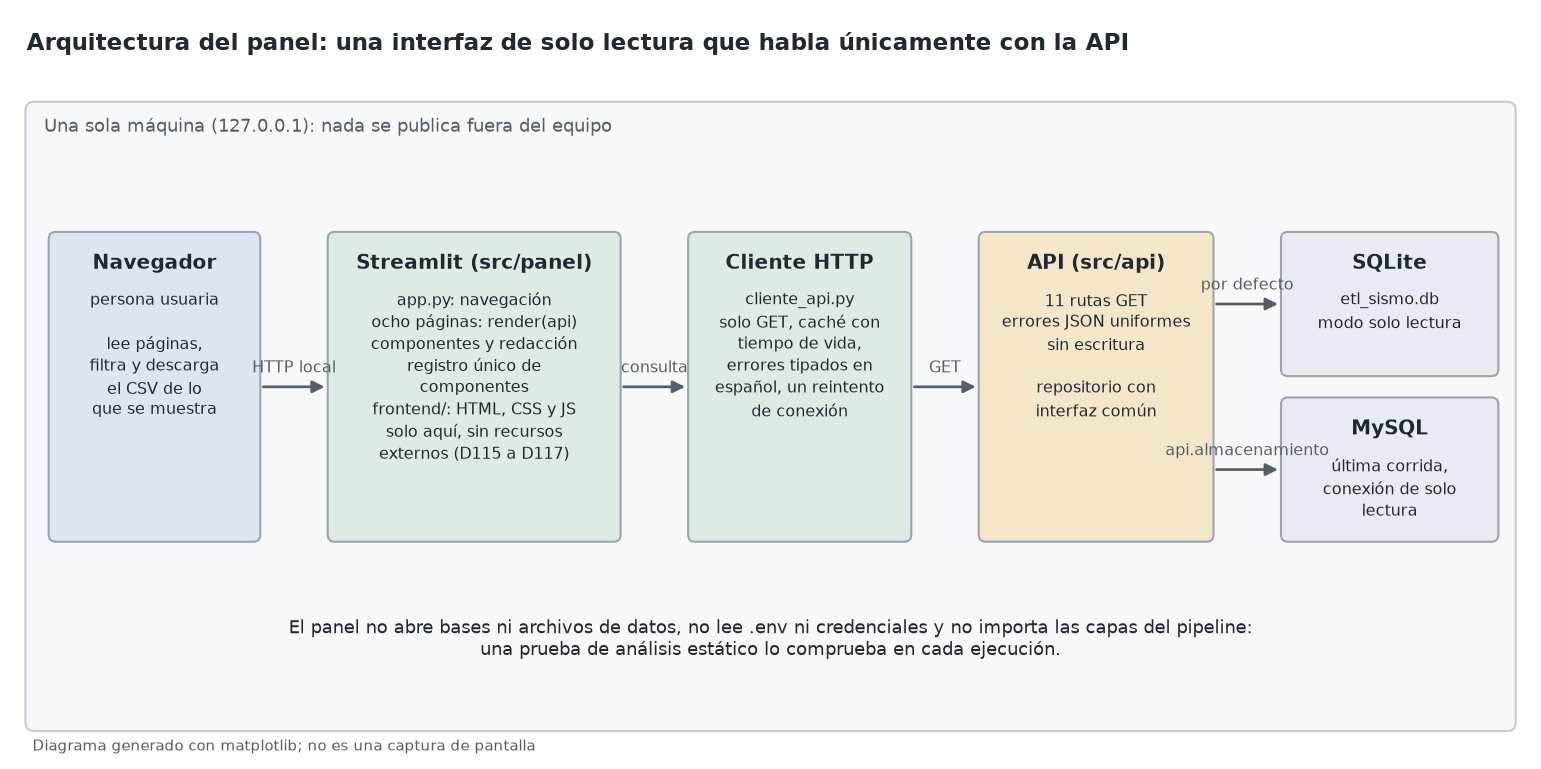 Arquitectura del panel: una interfaz de solo lectura que habla únicamente con la API
Una sola máquina (127.0.0.1): nada se publica fuera del equipo
Navegador
persona usuaria
lee páginas,
filtra y descarga
el CSV de lo
que se muestra
HTTP local
Streamlit (src/panel)
app.py: navegación
ocho páginas: render(api)
componentes y redacción
registro único de
componentes
frontend/: HTML, CSS y JS
solo aquí, sin recursos
externos (D115 a D117)
consulta
Cliente HTTP
cliente_api.py
solo GET, caché con
tiempo de vida,
errores tipados en
español, un reintento
de conexión
GET
API (src/api)
11 rutas GET
errores JSON uniformes
sin escritura
repositorio con
interfaz común
por defecto
SQLite
etl_sismo.db
modo solo lectura
api.almacenamiento
MySQL
última corrida,
conexión de solo
lectura
El panel no abre bases ni archivos de datos, no lee .env ni credenciales y no importa las capas del pipeline:
una prueba de análisis estático lo comprueba en cada ejecución.
Diagrama generado con matplotlib; no es una captura de pantalla